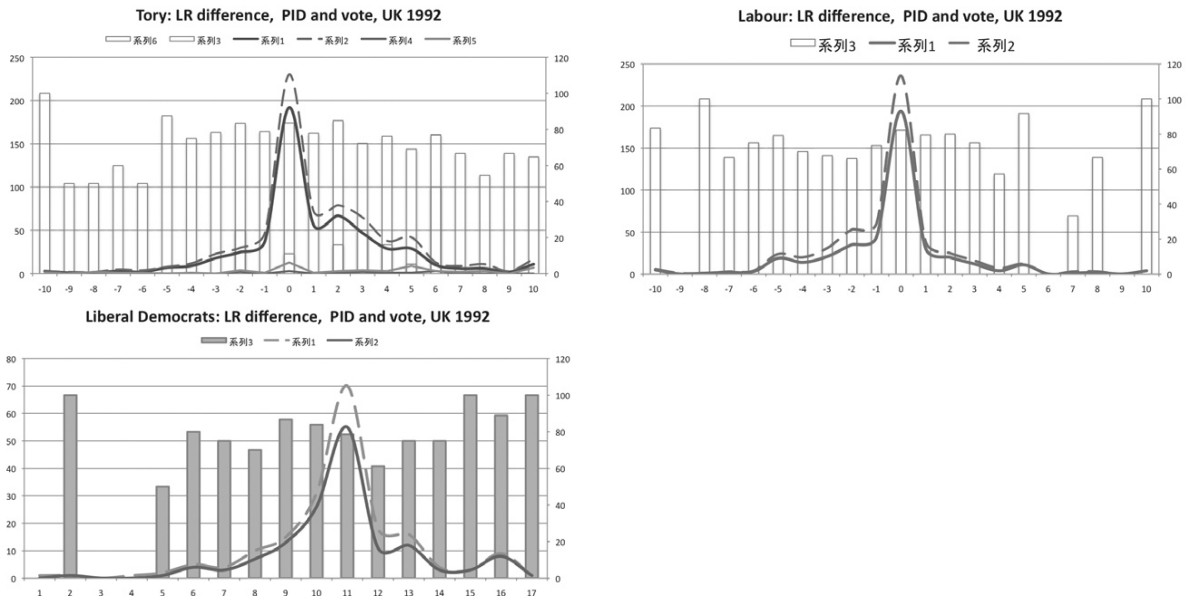 Tory: LR difference, PID and vote, UK 1992
系列6 系列3 系列1 系列2 系列4 系列5
250 200 150 100 50 0
120 100 80 60 40 20 0
-10 -9 -8 -7 -6 -5 -4 -3 -2 -1 0 1 2 3 4 5 6 7 8 9 10
Labour: LR difference, PID and vote, UK 1992
系列3 系列1 系列2
250 200 150 100 50 0
120 100 80 60 40 20 0
-10 -9 -8 -7 -6 -5 -4 -3 -2 -1 0 1 2 3 4 5 6 7 8 9 10
Liberal Democrats: LR difference, PID and vote, UK 1992
系列3 系列1 系列2
80 70 60 50 40 30 20 10 0
120 100 80 60 40 20 0
1 2 3 4 5 6 7 8 9 10 11 12 13 14 15 16 17